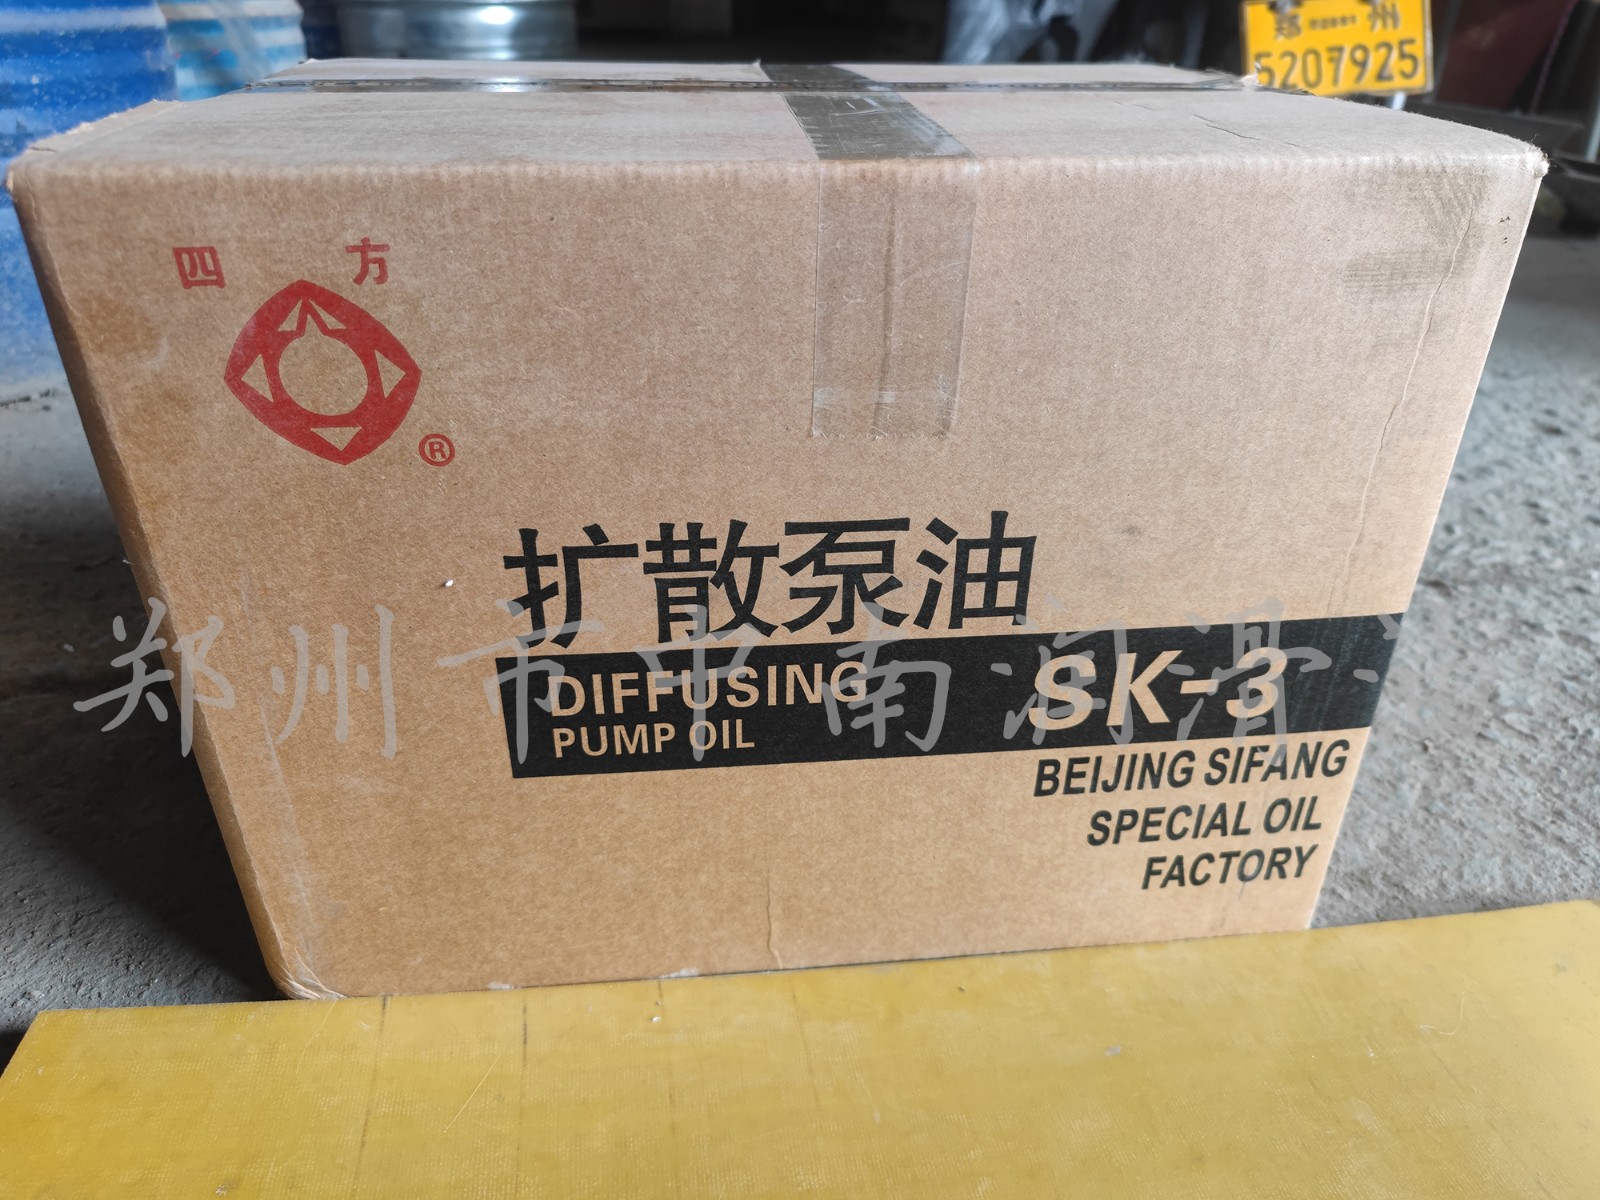 郑 州
5207925
四 方
®
扩散泵油
DIFFUSING
PUMP OIL
SK-3
BEIJING SIFANG
SPECIAL OIL
FACTORY
郑州市中南润滑